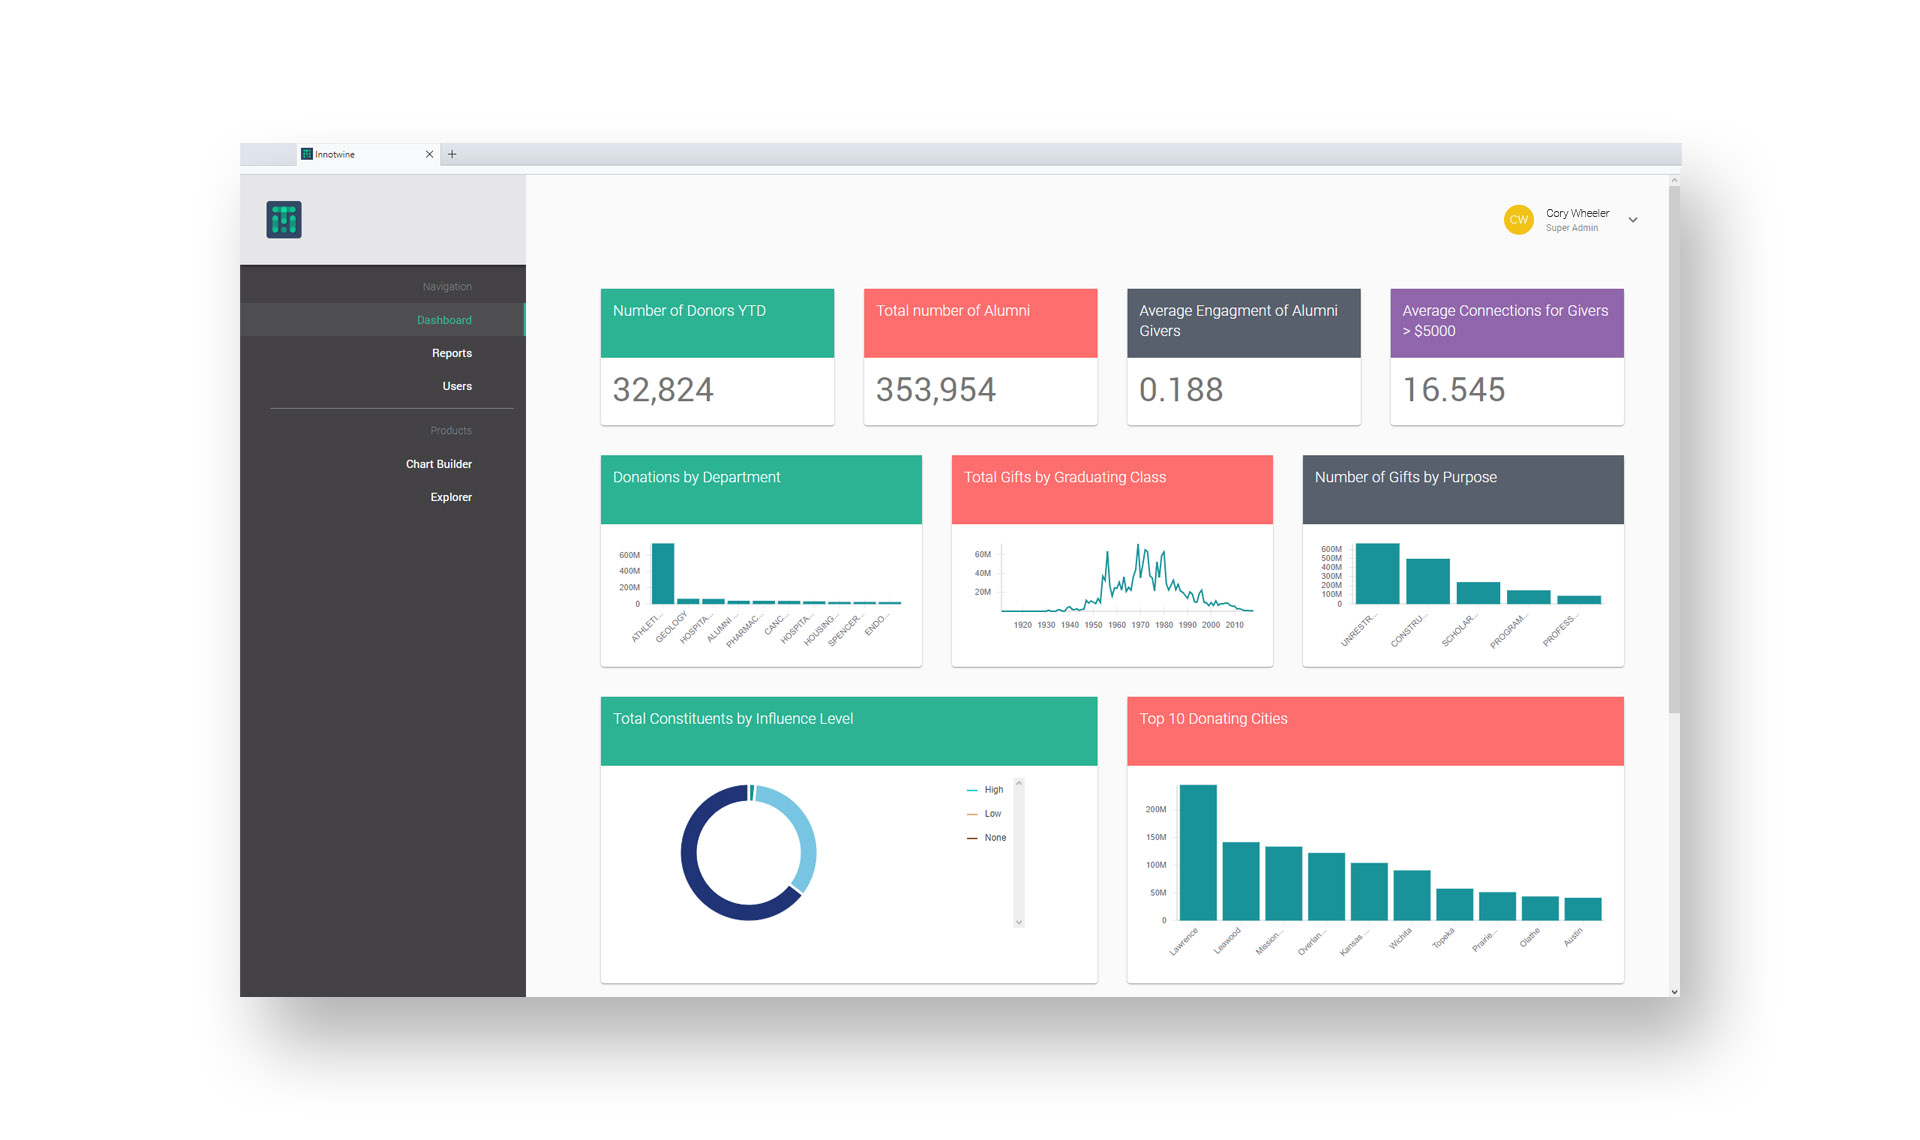 Innotwine
CW
Cory Wheeler
Super Admin
Navigation
Dashboard
Reports
Users
Products
Chart Builder
Explorer
Number of Donors YTD
32,824
Total number of Alumni
353,954
Average Engagment of Alumni
Givers
0.188
Average Connections for Givers
> $5000
16.545
Donations by Department
600M
400M
200M
0
ATHLETI...
GEOLOGY
HOSPITA...
ALUMNI ...
PHARMAC...
CANC...
HOSPITA...
HOUSING...
SPENCER...
ENDO...
Total Gifts by Graduating Class
60M
40M
20M
1920 1930 1940 1950 1960 1970 1980 1990 2000 2010
Number of Gifts by Purpose
600M
500M
400M
300M
200M
100M
0
UNRESTR...
CONSTRU...
SCHOLAR...
PROGRAM...
PROFESS...
Total Constituents by Influence Level
High
Low
None
Top 10 Donating Cities
200M
150M
100M
50M
0
Lawrence
Leawood
Mission...
Overlan...
Kansas ...
Wichita
Topeka
Prairie...
Olathe
Austin